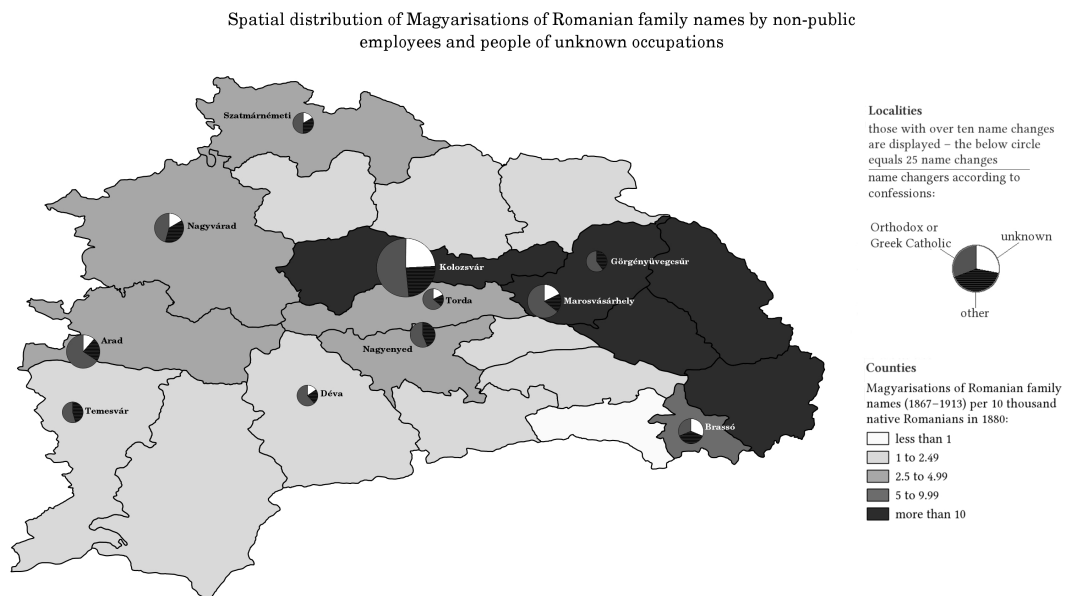 Spatial distribution of Magyarisations of Romanian family names by non-public
employees and people of unknown occupations
Localities
those with over ten name changes
are displayed – the below circle
equals 25 name changes
name changers according to
confessions:
Orthodox or
Greek Catholic
unknown
other
Szatmárnémeti
Nagyvárad
Kolozsvár
Görgényüvegcsűr
Torda
Marosvásárhely
Arad
Nagyenyed
Déva
Temesvár
Brassó
Counties
Magyarisations of Romanian family
names (1867–1913) per 10 thousand
native Romanians in 1880:
less than 1
1 to 2.49
2.5 to 4.99
5 to 9.99
more than 10